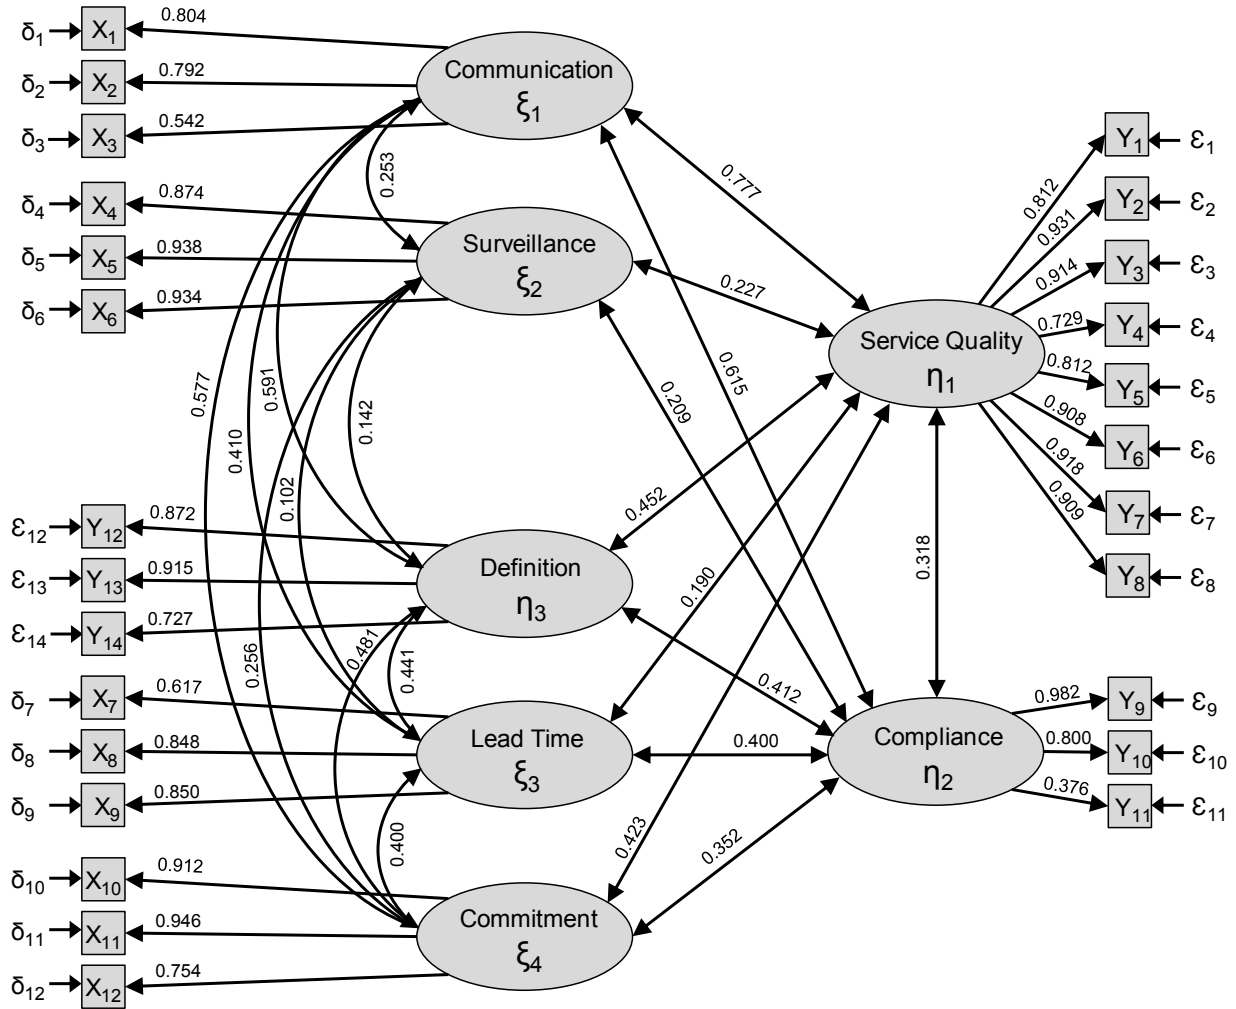 δ1 X1 0.804
δ2 X2 0.792
δ3 X3 0.542
Communication
ξ1
δ4 X4 0.874
δ5 X5 0.938
δ6 X6 0.934
Surveillance
ξ2
0.253
0.577
0.591
0.410
0.142
0.102
0.256
0.481
0.441
0.400
ε12 Y12 0.872
ε13 Y13 0.915
ε14 Y14 0.727
Definition
η3
δ7 X7 0.617
δ8 X8 0.848
δ9 X9 0.850
Lead Time
ξ3
δ10 X10 0.912
δ11 X11 0.946
δ12 X12 0.754
Commitment
ξ4
0.777
0.227
0.615
0.209
0.452
0.190
0.318
0.412
0.400
0.423
0.352
Service Quality
η1
0.812 Y1 ε1
0.931 Y2 ε2
0.914 Y3 ε3
0.729 Y4 ε4
0.812 Y5 ε5
0.908 Y6 ε6
0.918 Y7 ε7
0.909 Y8 ε8
Compliance
η2
0.982 Y9 ε9
0.800 Y10 ε10
0.376 Y11 ε11